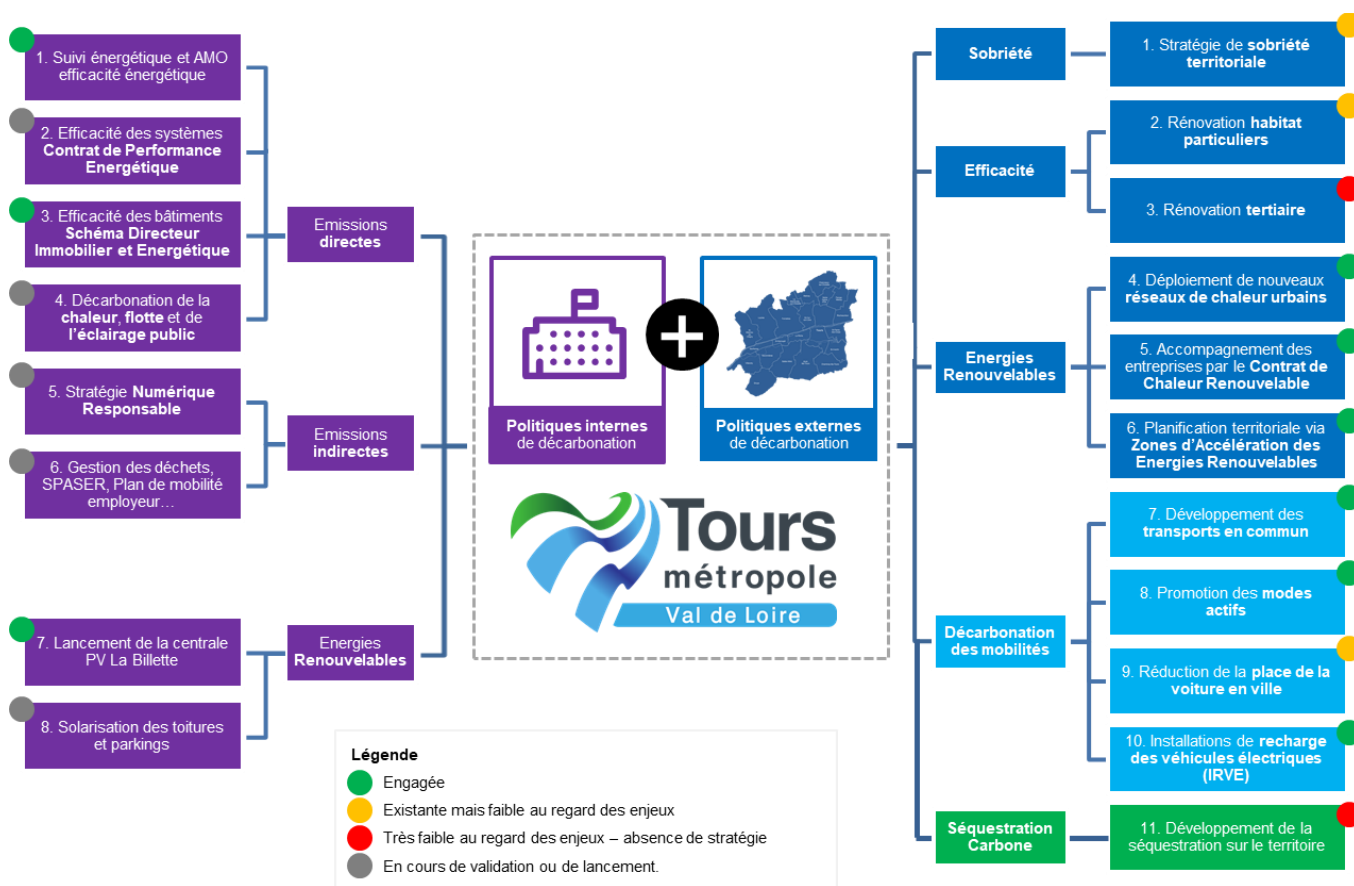 1. Suivi énergétique et AMO
efficacité énergétique
2. Efficacité des systèmes
Contrat de Performance
Energétique
3. Efficacité des bâtiments
Schéma Directeur
Immobilier et Energétique
4. Décarbonation de la
chaleur, flotte et de
l'éclairage public
5. Stratégie Numérique
Responsable
6. Gestion des déchets,
SPASER, Plan de mobilité
employeur…
7. Lancement de la centrale
PV La Billette
8. Solarisation des toitures
et parkings
Emissions
directes
Emissions
indirectes
Energies
Renouvelables
Politiques internes
de décarbonation
Politiques externes
de décarbonation
Tours
métropole
Val de Loire
Légende
Engagée
Existante mais faible au regard des enjeux
Très faible au regard des enjeux – absence de stratégie
En cours de validation ou de lancement.
Sobriété
Efficacité
Energies
Renouvelables
Décarbonation
des mobilités
Séquestration
Carbone
1. Stratégie de sobriété
territoriale
2. Rénovation habitat
particuliers
3. Rénovation tertiaire
4. Déploiement de nouveaux
réseaux de chaleur urbains
5. Accompagnement des
entreprises par le Contrat de
Chaleur Renouvelable
6. Planification territoriale via
Zones d'Accélération des
Energies Renouvelables
7. Développement des
transports en commun
8. Promotion des modes
actifs
9. Réduction de la place de la
voiture en ville
10. Installations de recharge
des véhicules électriques
(IRVE)
11. Développement de la
séquestration sur le territoire